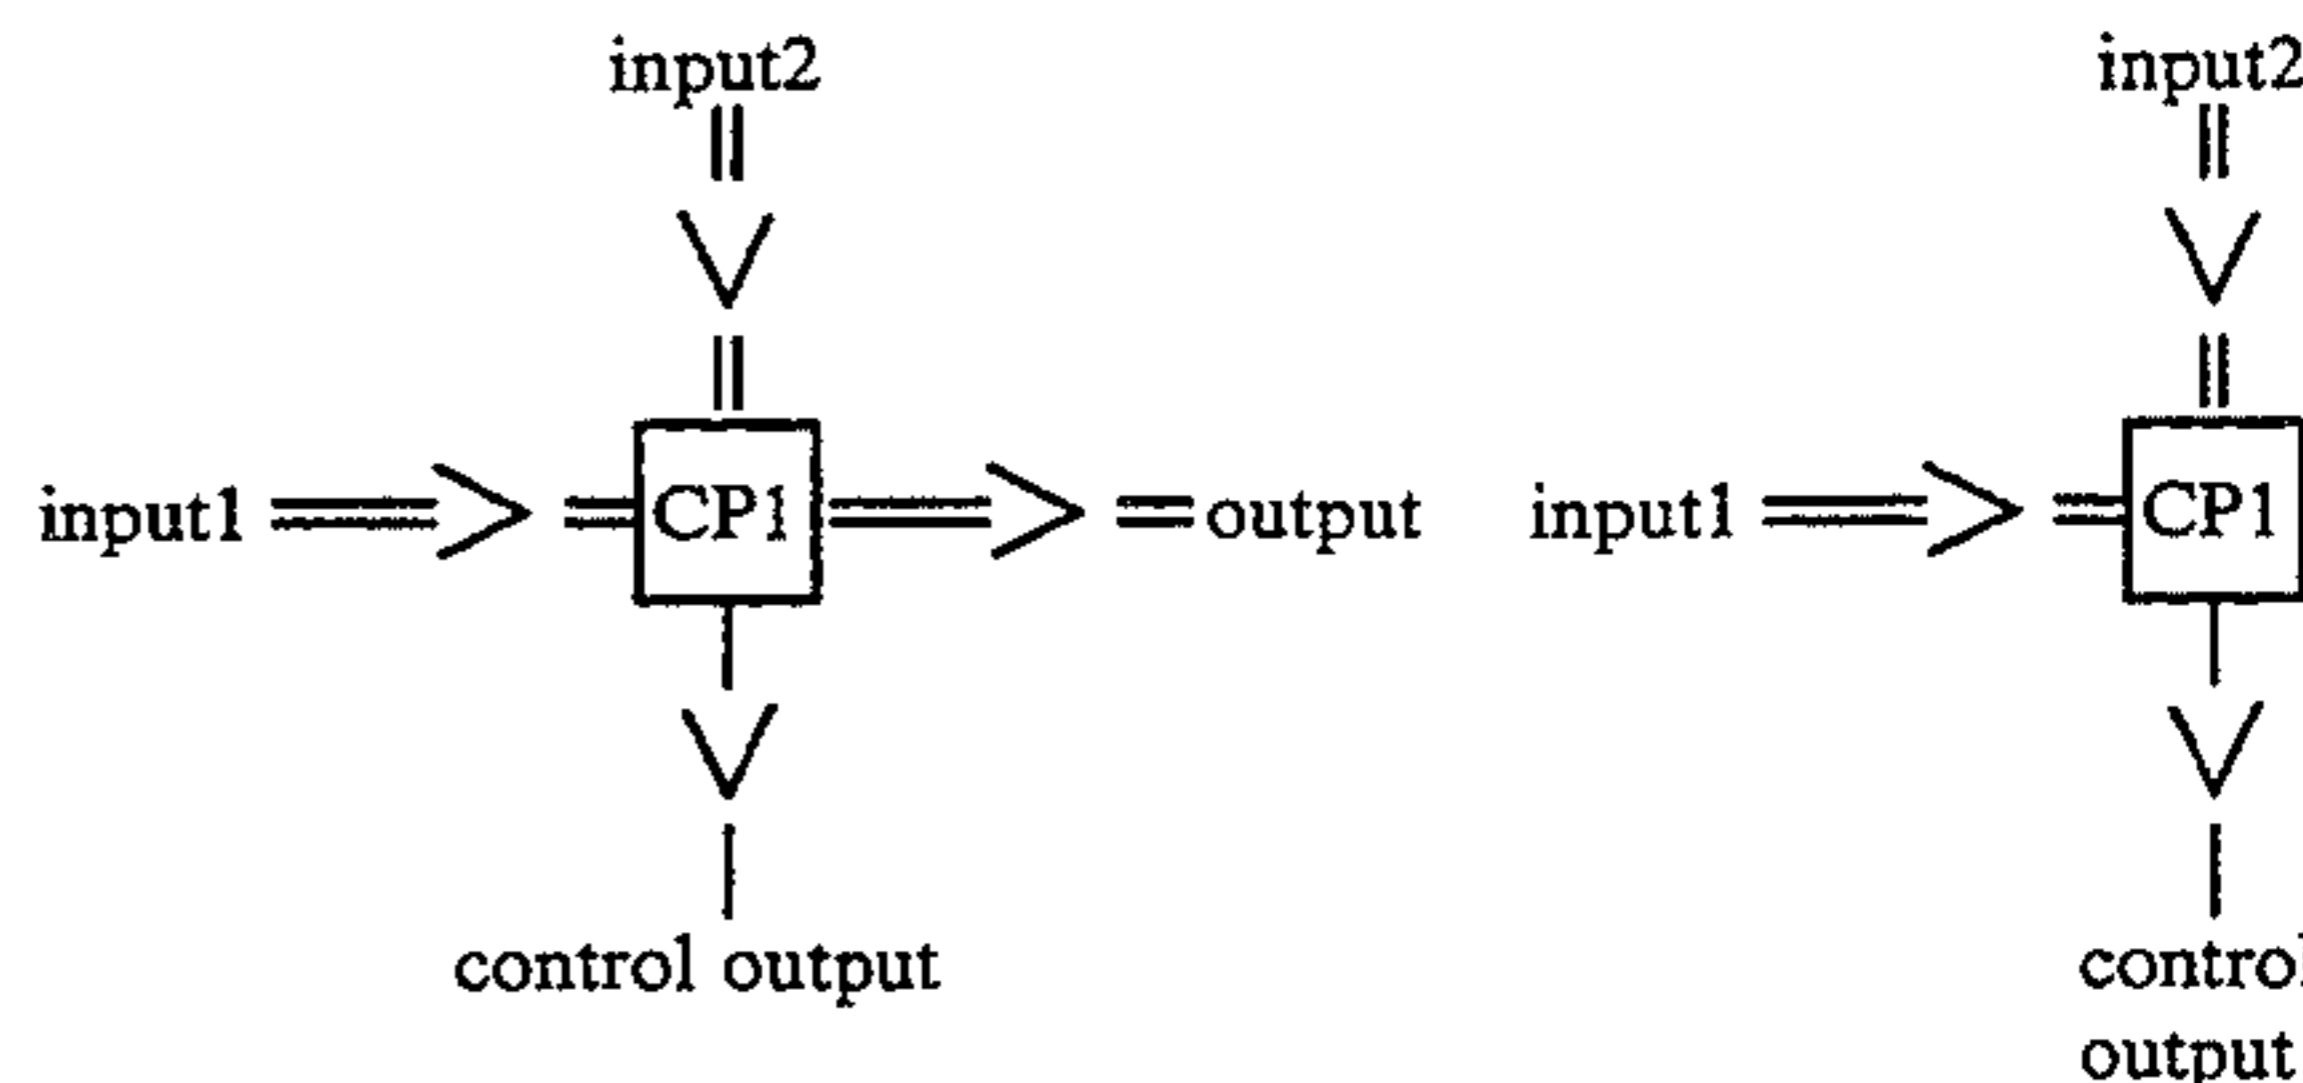 input2
input1 CP1 output
control output
input2
input1 CP1
control
output